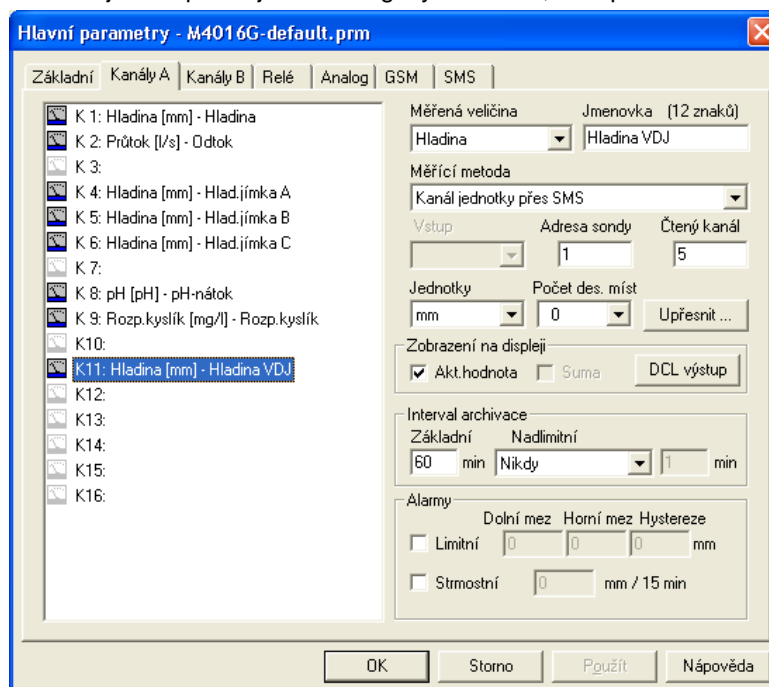 Hlavní parametry - M4016G-default.prm
Základní Kanály A Kanály B Relé Analog GSM SMS
K 1: Hladina [mm] - Hladina
K 2: Průtok [l/s] - Odtok
K 3:
K 4: Hladina [mm] - Hlad.jímka A
K 5: Hladina [mm] - Hlad.jímka B
K 6: Hladina [mm] - Hlad.jímka C
K 7:
K 8: pH [pH] - pH-nátok
K 9: Rozp.kyslík [mg/l] - Rozp.kyslík
K10:
K11: Hladina [mm] - Hladina VDJ
K12:
K13:
K14:
K15:
K16:
Měřená veličina Jmenovka (12 znaků)
Hladina Hladina VDJ
Měřící metoda
Kanál jednotky přes SMS
Vstup Adresa sondy Čtený kanál
1 5
Jednotky Počet des. míst
mm 0 Upřesnit ...
Zobrazení na displeji
Akt.hodnota Suma DCL výstup
Interval archivace
Základní Nadlimitní
60 min Nikdy 1 min
Alarmy
Dolní mez Horní mez Hystereze
Limitní 0 0 0 mm
Strmostní 0 mm / 15 min
OK Storno Použít Nápověda